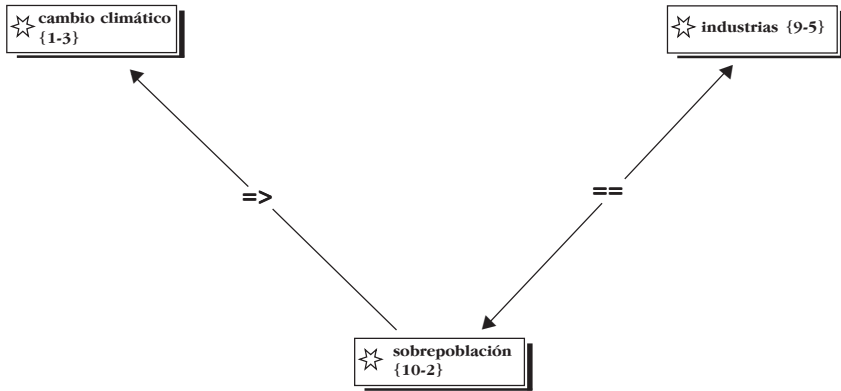 cambio climático
{1-3}
industrias {9-5}
=>
==
sobrepoblación
{10-2}